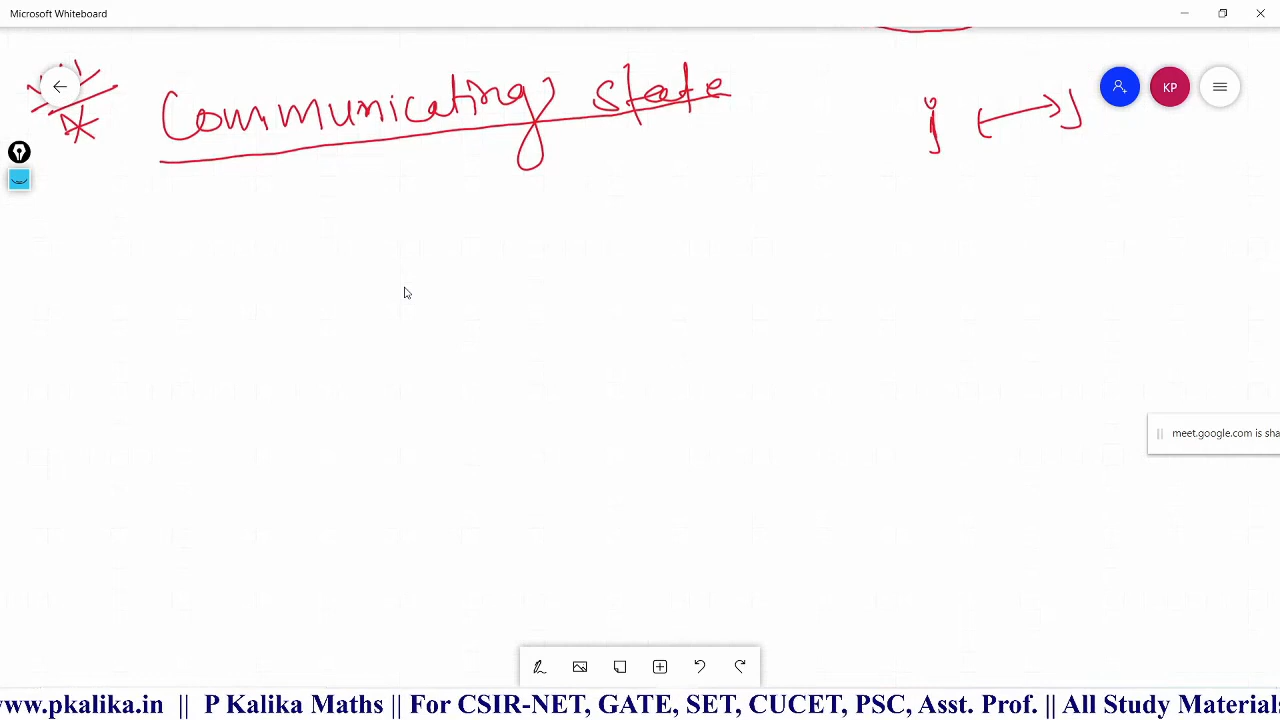 Microsoft Whiteboard
Communicating state
i ↔ j
KP
meet.google.com is sha
www.pkalika.in || P Kalika Maths || For CSIR-NET, GATE, SET, CUCET, PSC, Asst. Prof. || All Study Material